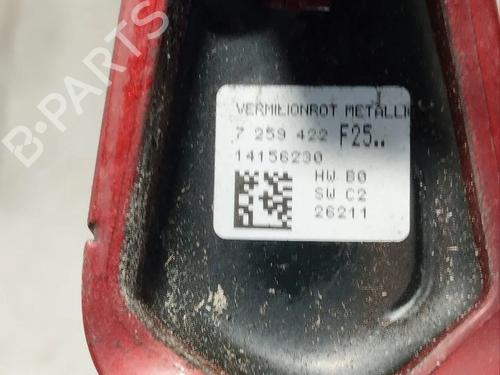 VERMILIONROT METALLI
7 259 422 F25..
14156230
HW B0
SW C2
26211
B-PARTS